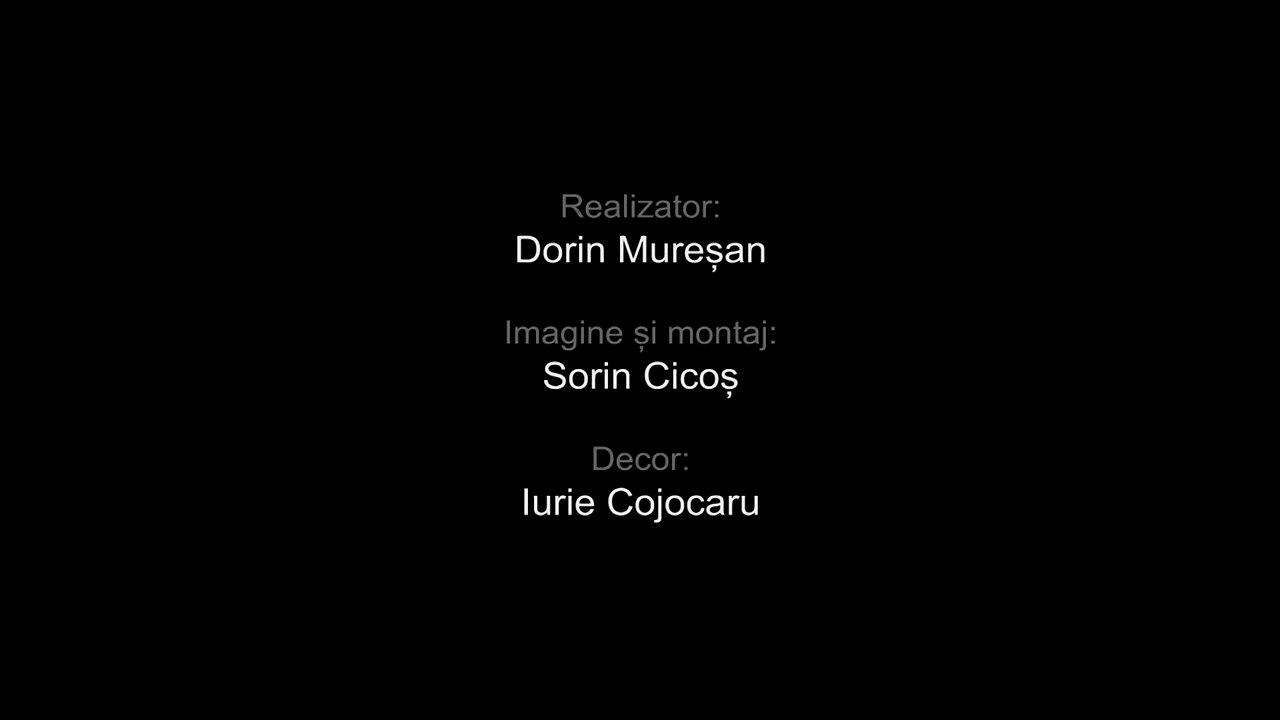 Realizator:
Dorin Mureșan
Imagine și montaj:
Sorin Cicoș
Decor:
Iurie Cojocaru